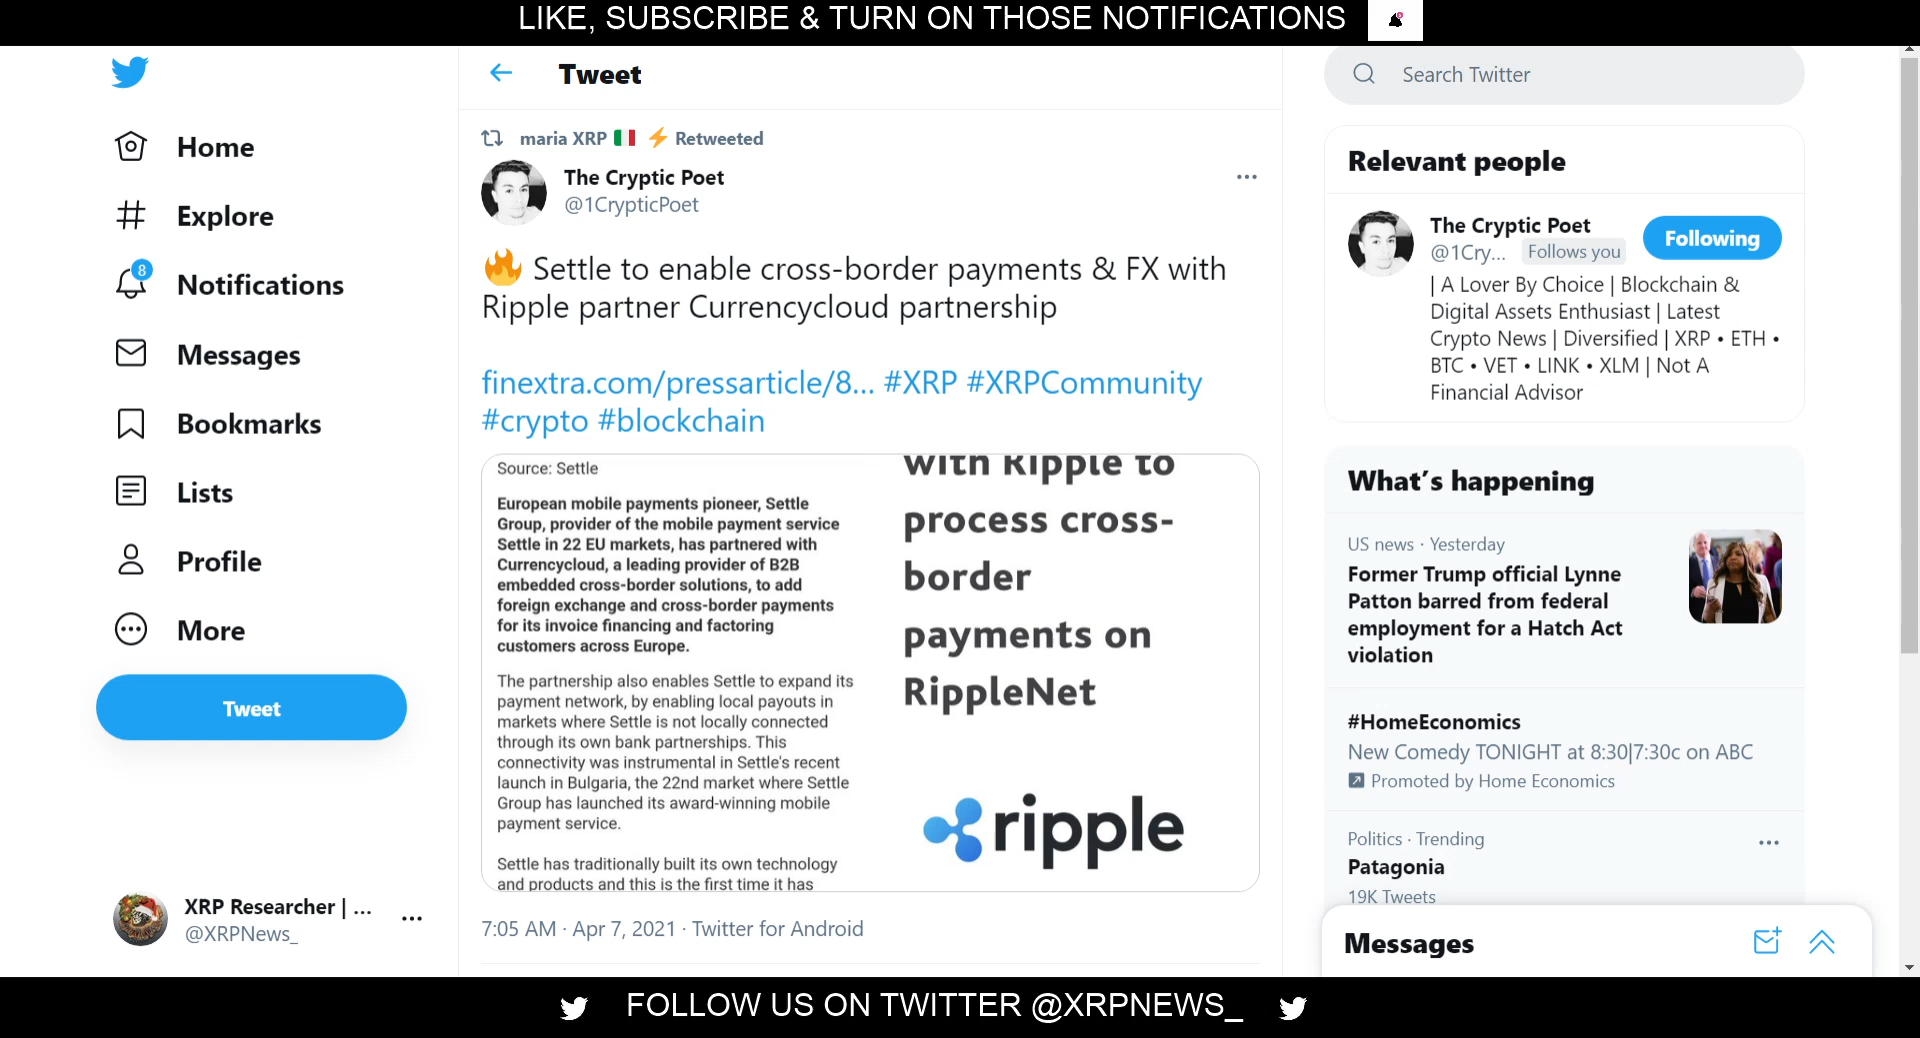 LIKE, SUBSCRIBE & TURN ON THOSE NOTIFICATIONS
Home
Explore
8
Notifications
Messages
Bookmarks
Lists
Profile
More
Tweet
XRP Researcher | ...
@XRPNews_
Tweet
maria XRP Retweeted
The Cryptic Poet
@1CrypticPoet
Settle to enable cross-border payments & FX with
Ripple partner Currencycloud partnership
finextra.com/pressarticle/8... #XRP #XRPCommunity
#crypto #blockchain
Source: Settle
European mobile payments pioneer, Settle
Group, provider of the mobile payment service
Settle in 22 EU markets, has partnered with
Currencycloud, a leading provider of B2B
embedded cross-border solutions, to add
foreign exchange and cross-border payments
for its invoice financing and factoring
customers across Europe.
The partnership also enables Settle to expand its
payment network, by enabling local payouts in
markets where Settle is not locally connected
through its own bank partnerships. This
connectivity was instrumental in Settle's recent
launch in Bulgaria, the 22nd market where Settle
Group has launched its award-winning mobile
payment service.
Settle has traditionally built its own technology
and products and this is the first time it has
with Ripple to
process cross-
border
payments on
RippleNet
ripple
7:05 AM · Apr 7, 2021 · Twitter for Android
Search Twitter
Relevant people
The Cryptic Poet
@1Cry... Follows you
Following
| A Lover By Choice | Blockchain &
Digital Assets Enthusiast | Latest
Crypto News | Diversified | XRP • ETH •
BTC • VET • LINK • XLM | Not A
Financial Advisor
What's happening
US news · Yesterday
Former Trump official Lynne
Patton barred from federal
employment for a Hatch Act
violation
#HomeEconomics
New Comedy TONIGHT at 8:30|7:30c on ABC
Promoted by Home Economics
Politics · Trending
Patagonia
19K Tweets
Messages
FOLLOW US ON TWITTER @XRPNEWS_